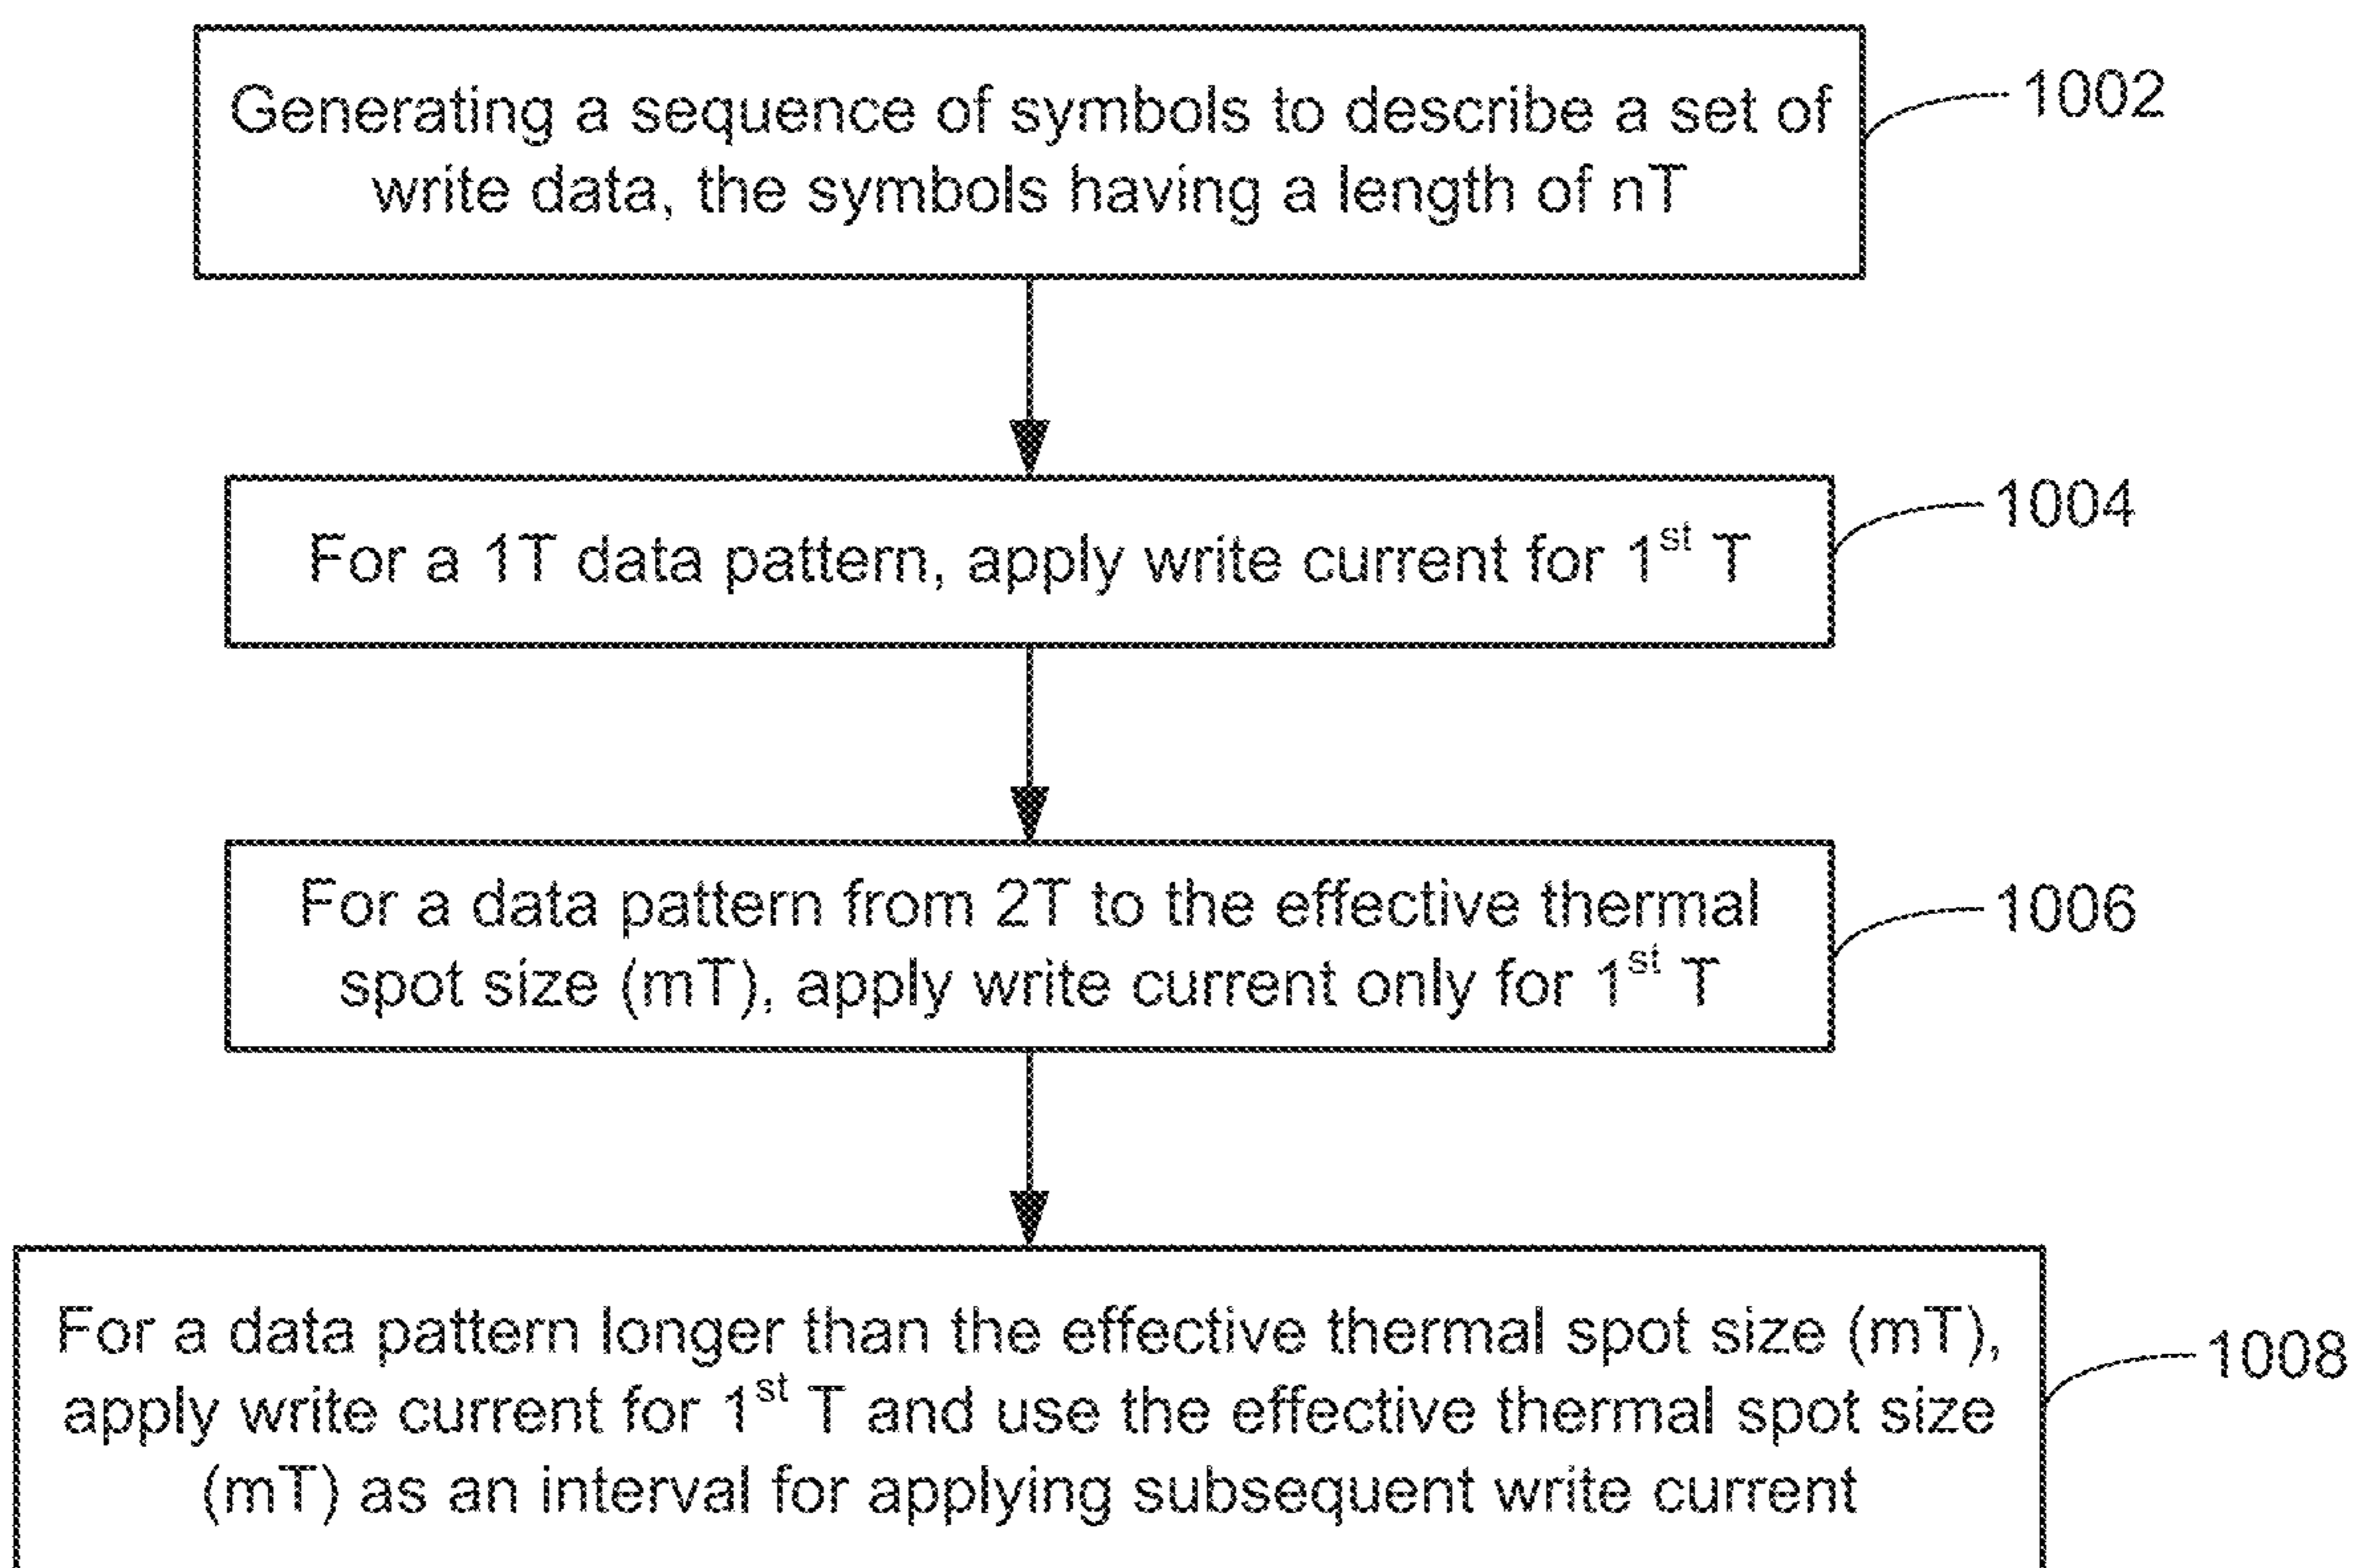 Generating a sequence of symbols to describe a set of
write data, the symbols having a length of nT
1002
For a 1T data pattern, apply write current for 1st T
1004
For a data pattern from 2T to the effective thermal
spot size (mT), apply write current only for 1st T
1006
For a data pattern longer than the effective thermal spot size (mT),
apply write current for 1st T and use the effective thermal spot size
(mT) as an interval for applying subsequent write current
1008